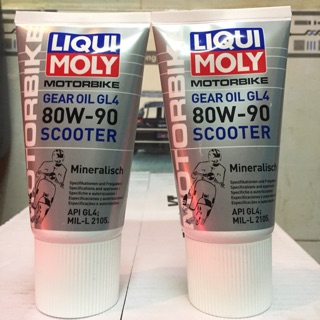 MOTORBIKE
LIQUI
MOLY
MOTORBIKE
GEAR OIL GL4
80W-90
SCOOTER
Mineralisch
API GL4;
MIL-L 2105.
MOTORBIKE
LIQUI
MOLY
MOTORBIKE
GEAR OIL GL4
80W-90
SCOOTER
Mineralisch
API GL4;
MIL-L 2105.